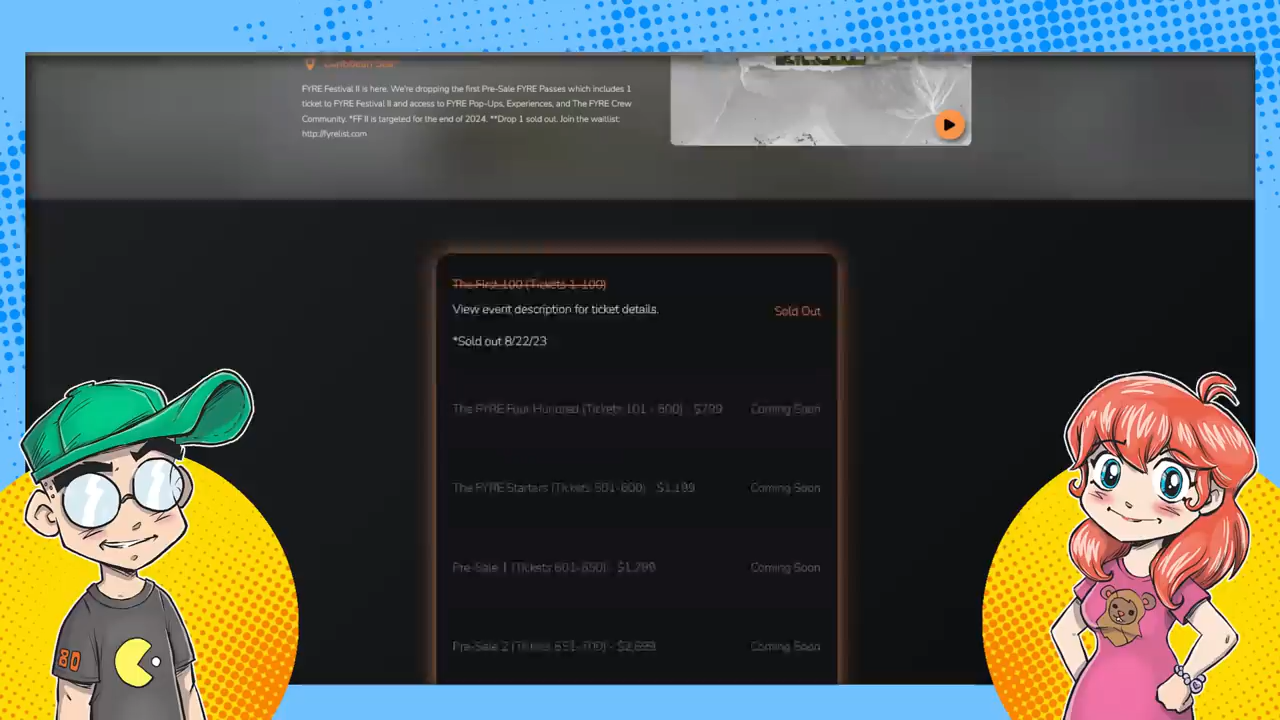 Caribbean Sea
FYRE Festival II is here. We're dropping the first Pre-Sale FYRE Passes which includes 1
ticket to FYRE Festival II and access to FYRE Pop-Ups, Experiences, and The FYRE Crew
Community. *FF II is targeted for the end of 2024. **Drop 1 sold out. Join the waitlist:
http://fyrelist.com
The First 100 (Tickets 1-100)
View event description for ticket details.
Sold Out
*Sold out 8/22/23
The FYRE Four Hundred (Tickets 101 - 500) · $799
Coming Soon
The FYRE Starters (Tickets 501-600) · $1,199
Coming Soon
Pre-Sale 1 (Tickets 601-650) · $1,799
Coming Soon
Pre-Sale 2 (Tickets 651-700) -
Coming Soon
80